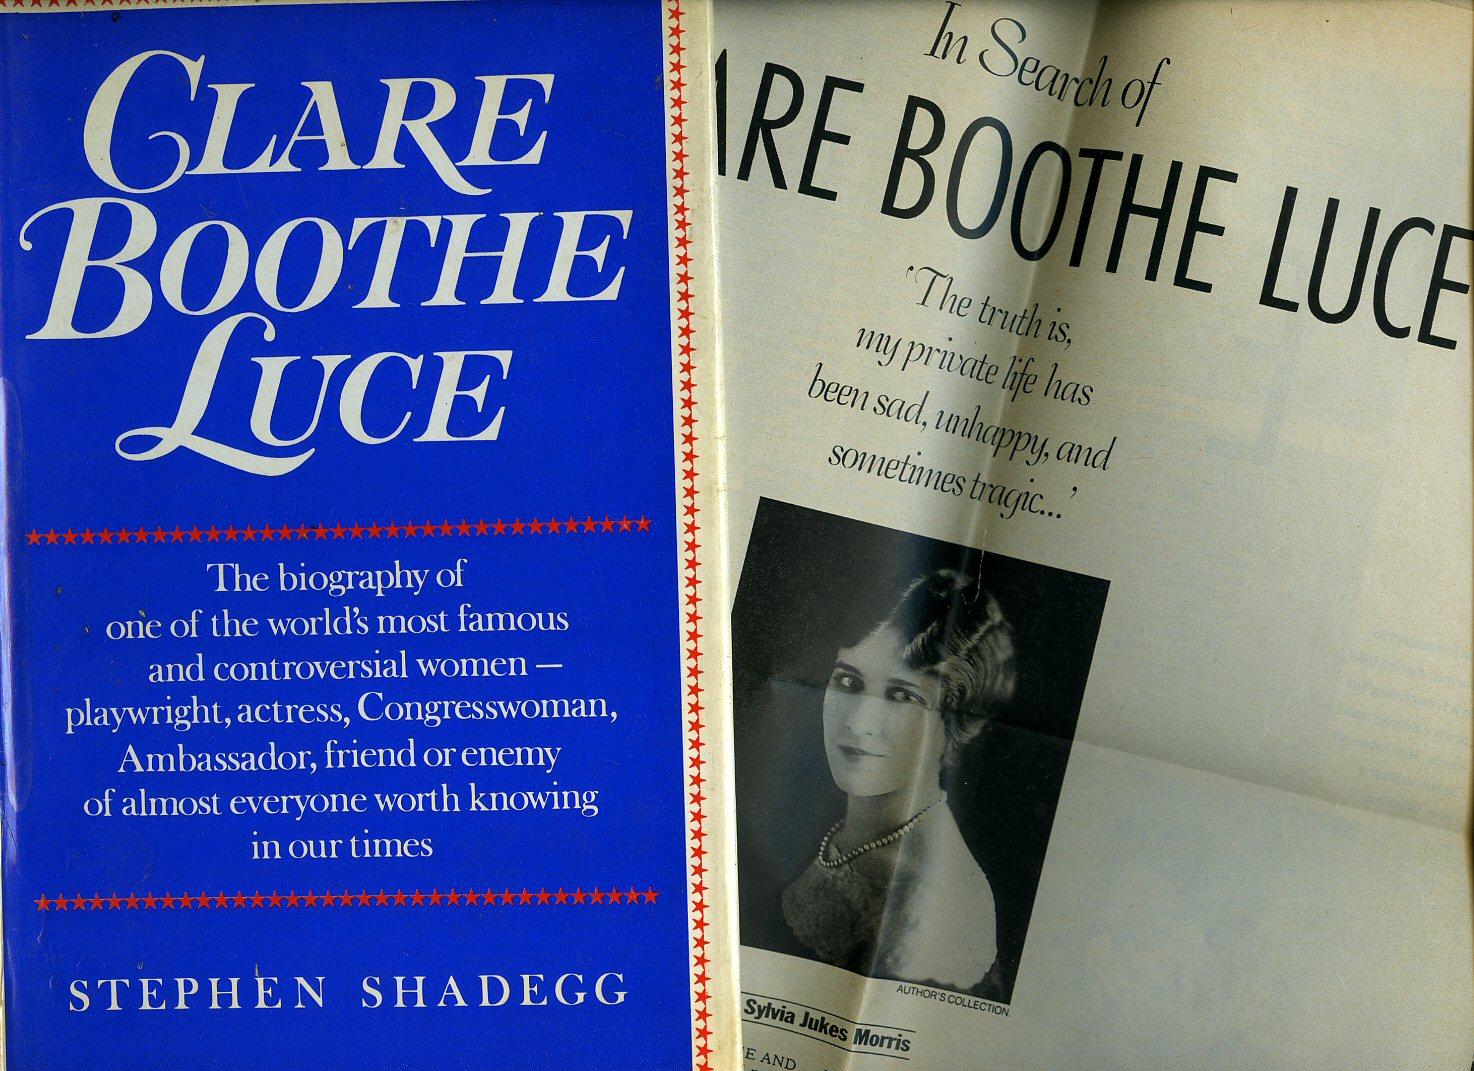 CLARE
BOOTHE
LUCE
The biography of
one of the world's most famous
and controversial women —
playwright, actress, Congresswoman,
Ambassador, friend or enemy
of almost everyone worth knowing
in our times
STEPHEN SHADEGG
In Search of
ARE BOOTHE LUCE
'The truth is,
my private life has
been sad, unhappy, and
sometimes tragic...'
AUTHOR'S COLLECTION.
Sylvia Jukes Morris
AND